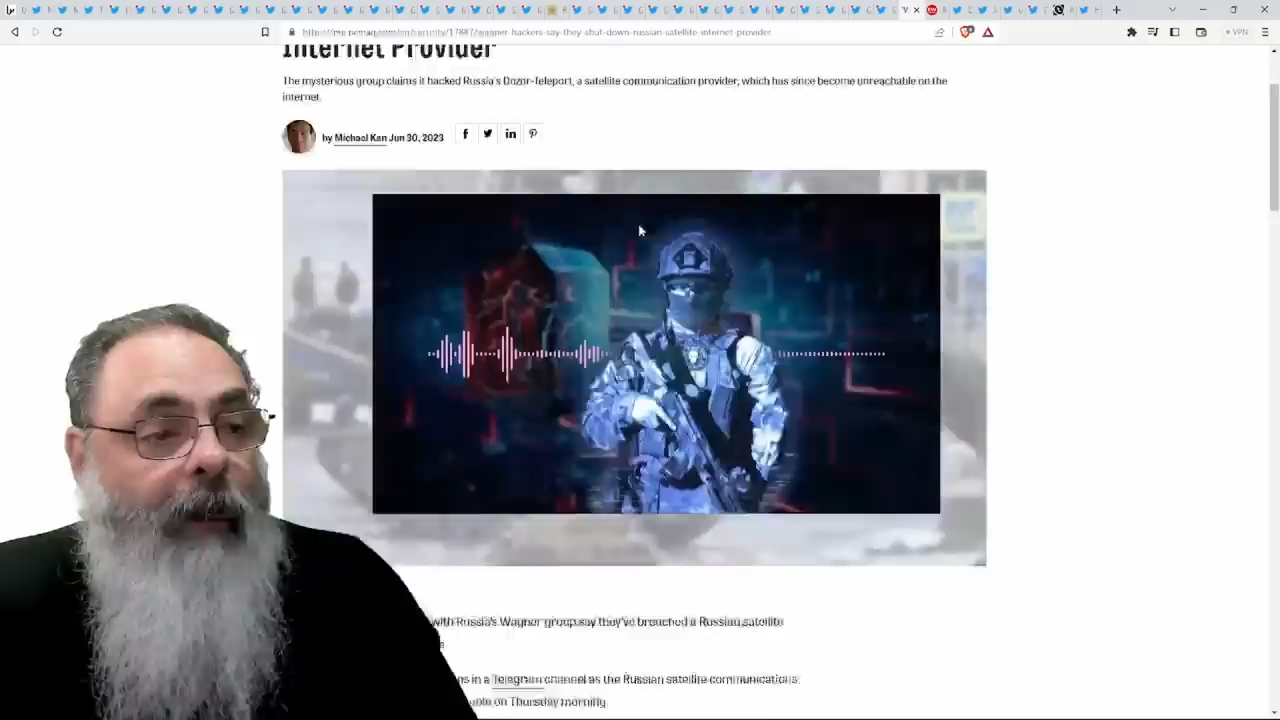 VPN
Internet Provider
The mysterious group claims it hacked Russia's Dozor-Teleport, a satellite communication provider, which has since become unreachable on the
internet.
by Michael Kan Jun 30, 2023
with Russia's Wagner group say they've breached a Russian satellite
in a Telegram channel as the Russian satellite communications
on Thursday morning